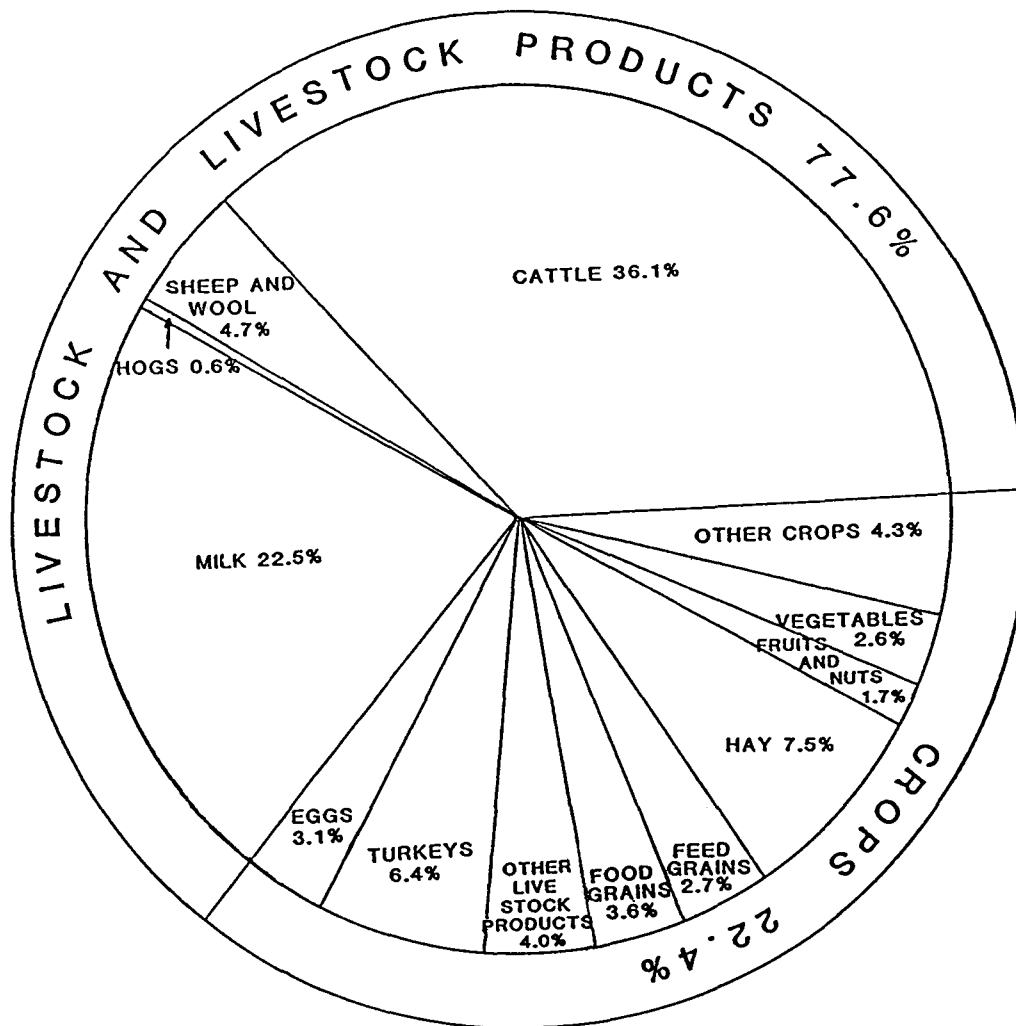 LIVESTOCK AND LIVESTOCK PRODUCTS 77.6%
CATTLE 36.1%
SHEEP AND
WOOL
4.7%
HOGS 0.6%
MILK 22.5%
OTHER CROPS 4.3%
VEGETABLES
2.6%
FRUITS
AND
NUTS
1.7%
HAY 7.5%
EGGS
3.1%
TURKEYS
6.4%
OTHER
LIVE
STOCK
PRODUCTS
4.0%
FOOD
GRAINS
3.6%
FEED
GRAINS
2.7%
CROPS 22.4%